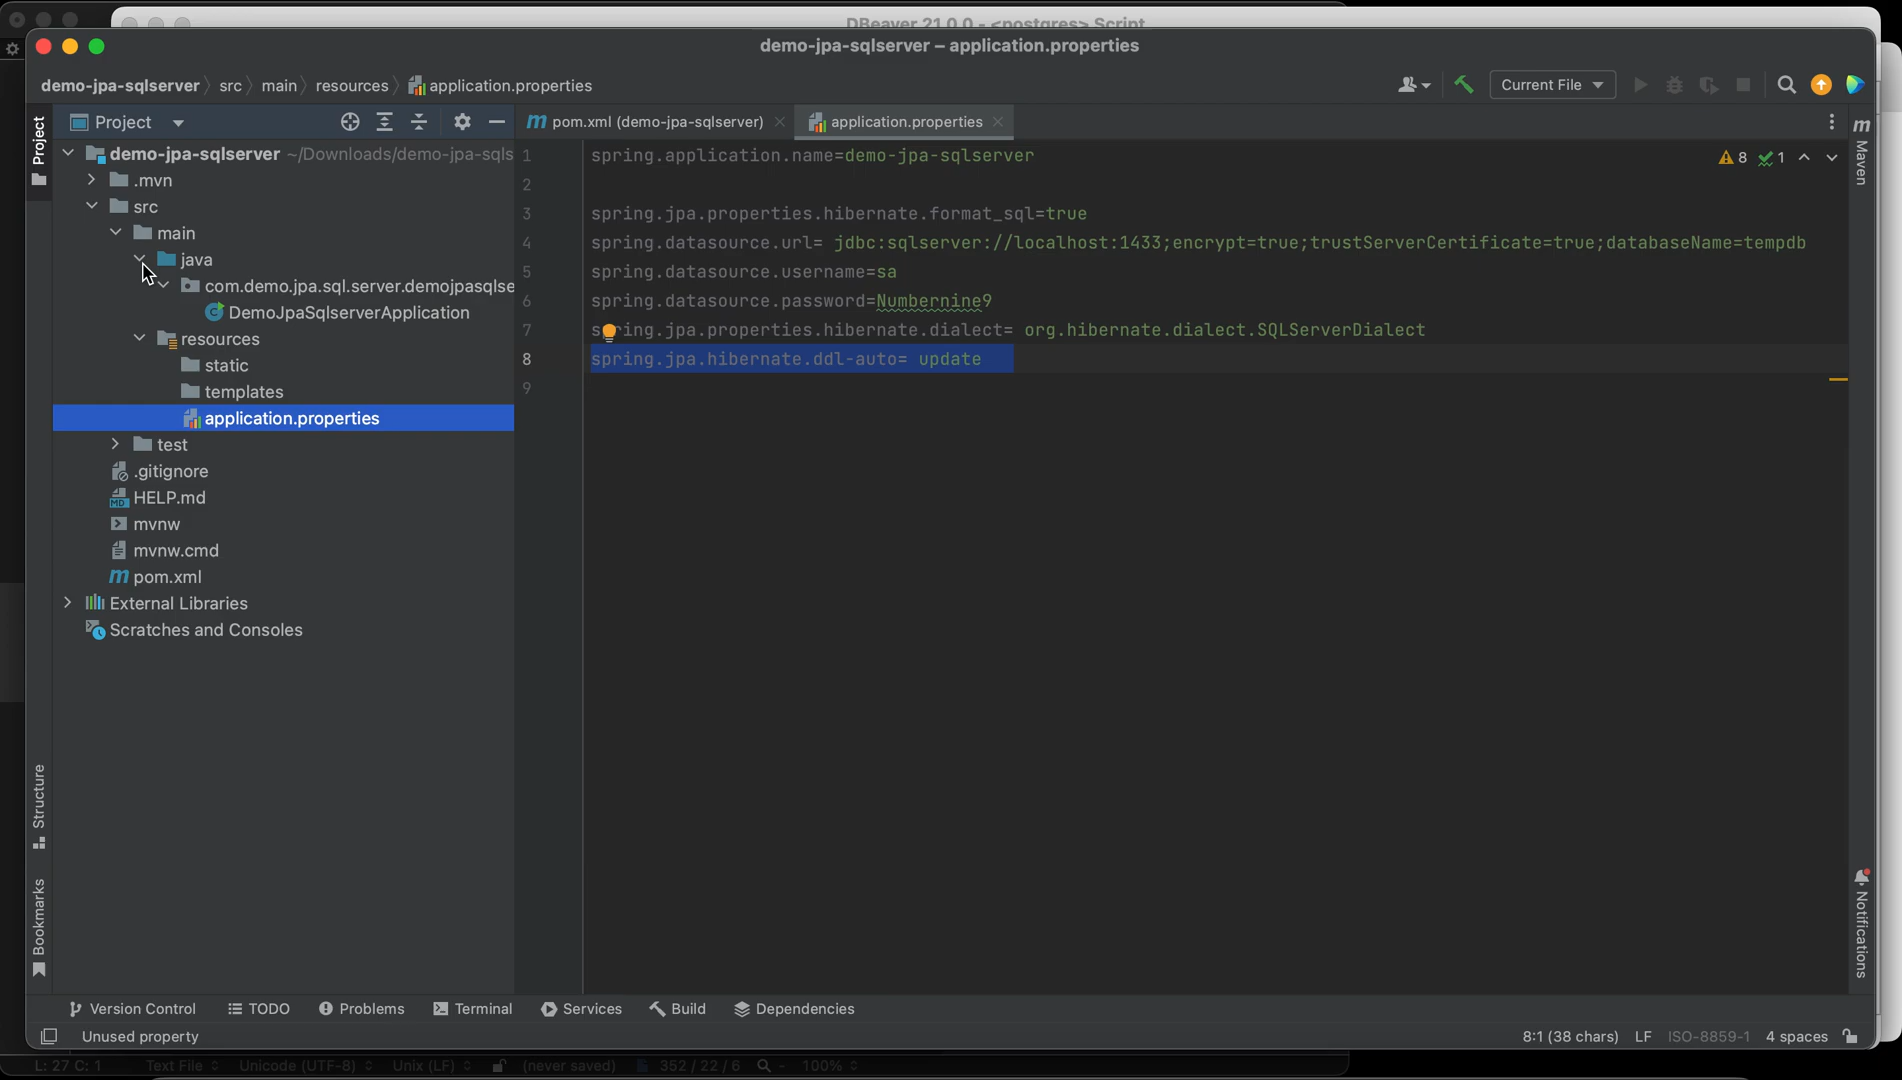 DBeaver 21.0.0 - <postgres> Script
demo-jpa-sqlserver – application.properties
demo-jpa-sqlserver src main resources application.properties
Current File
Project
pom.xml (demo-jpa-sqlserver)
application.properties
Project
demo-jpa-sqlserver ~/Downloads/demo-jpa-sqls
.mvn
src
main
java
com.demo.jpa.sql.server.demojpasqlse
DemoJpaSqlserverApplication
resources
static
templates
application.properties
test
.gitignore
HELP.md
mvnw
mvnw.cmd
pom.xml
External Libraries
Scratches and Consoles
1 spring.application.name=demo-jpa-sqlserver
2
3 spring.jpa.properties.hibernate.format_sql=true
4 spring.datasource.url= jdbc:sqlserver://localhost:1433;encrypt=true;trustServerCertificate=true;databaseName=tempdb
5 spring.datasource.username=sa
6 spring.datasource.password=Numbernine9
7 spring.jpa.properties.hibernate.dialect= org.hibernate.dialect.SQLServerDialect
8 spring.jpa.hibernate.ddl-auto= update
9
8 1
Maven
Structure
Bookmarks
Notifications
Version Control TODO Problems Terminal Services Build Dependencies
Unused property
8:1 (38 chars) LF ISO-8859-1 4 spaces
L: 27 C: 1 Text File Unicode (UTF-8) Unix (LF) (never saved) 352 / 22 / 6 100%